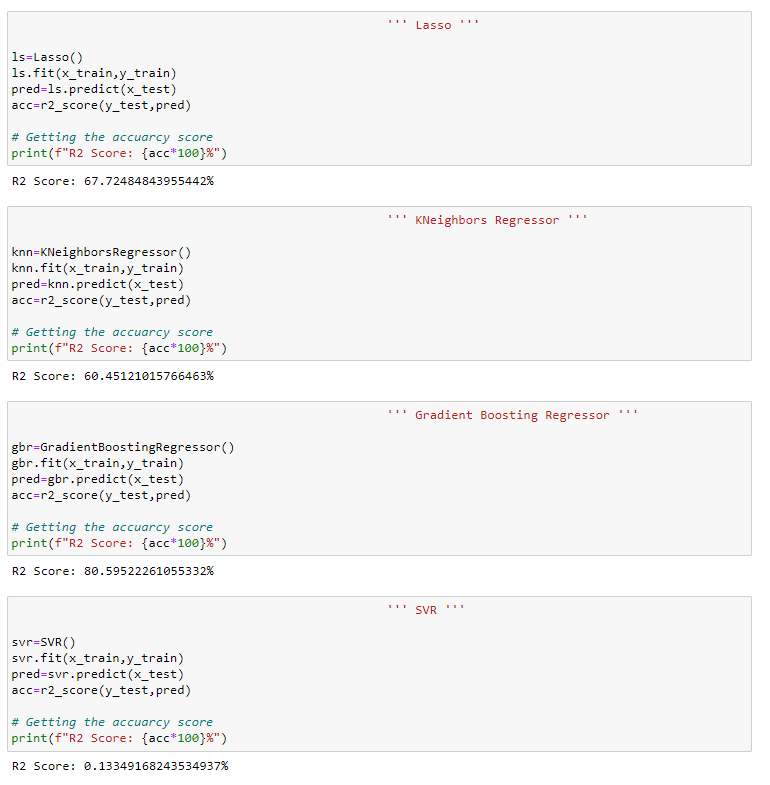 ''' Lasso '''
ls=Lasso()
ls.fit(x_train,y_train)
pred=ls.predict(x_test)
acc=r2_score(y_test,pred)
# Getting the accuarcy score
print(f"R2 Score: {acc*100}%")
R2 Score: 67.72484843955442%
''' KNeighbors Regressor '''
knn=KNeighborsRegressor()
knn.fit(x_train,y_train)
pred=knn.predict(x_test)
acc=r2_score(y_test,pred)
# Getting the accuarcy score
print(f"R2 Score: {acc*100}%")
R2 Score: 60.45121015766463%
''' Gradient Boosting Regressor '''
gbr=GradientBoostingRegressor()
gbr.fit(x_train,y_train)
pred=gbr.predict(x_test)
acc=r2_score(y_test,pred)
# Getting the accuarcy score
print(f"R2 Score: {acc*100}%")
R2 Score: 80.59522261055332%
''' SVR '''
svr=SVR()
svr.fit(x_train,y_train)
pred=svr.predict(x_test)
acc=r2_score(y_test,pred)
# Getting the accuarcy score
print(f"R2 Score: {acc*100}%")
R2 Score: 0.13349168243534937%